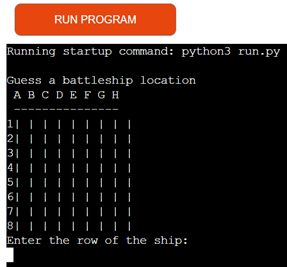 RUN PROGRAM
Running startup command: python3 run.py
Guess a battleship location
A B C D E F G H
---------------
1| | | | | | | | |
2| | | | | | | | |
3| | | | | | | | |
4| | | | | | | | |
5| | | | | | | | |
6| | | | | | | | |
7| | | | | | | | |
8| | | | | | | | |
Enter the row of the ship: